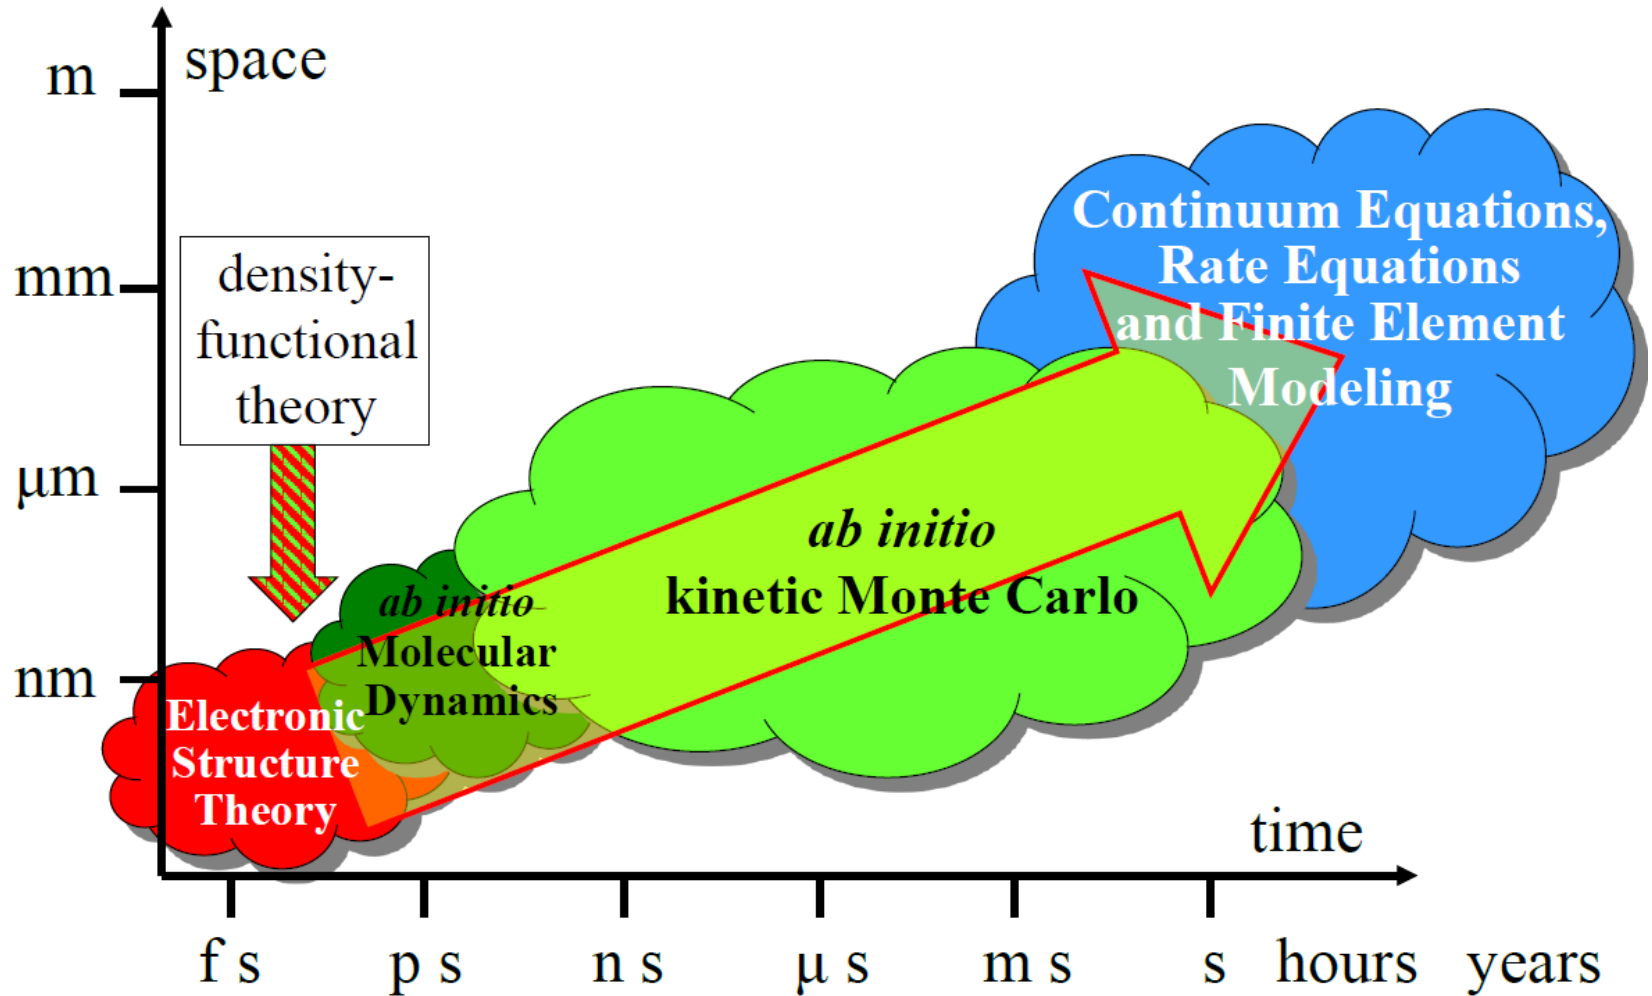 space
m
mm
μm
nm
density-
functional
theory
Continuum Equations,
Rate Equations
and Finite Element
Modeling
ab initio
kinetic Monte Carlo
ab initio
Molecular
Dynamics
Electronic
Structure
Theory
time
f s
p s
n s
μ s
m s
s
hours
years